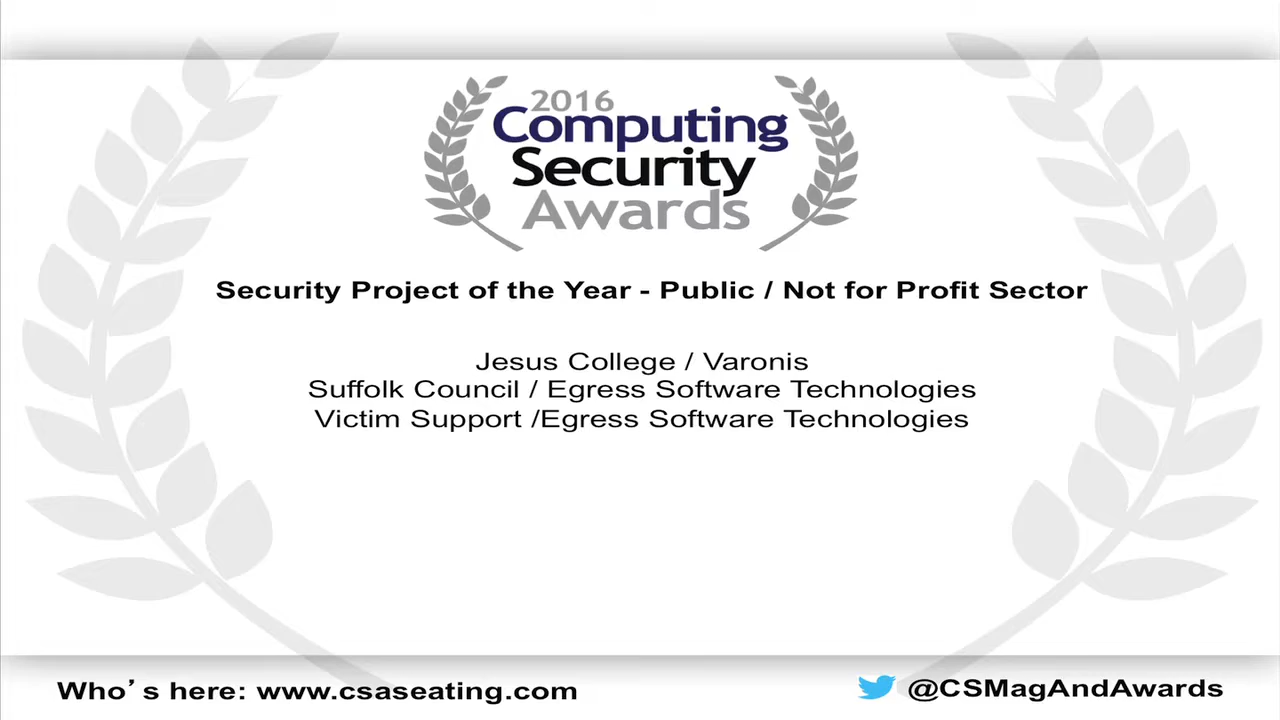 2016
Computing
Security
Awards
Security Project of the Year - Public / Not for Profit Sector
Jesus College / Varonis
Suffolk Council / Egress Software Technologies
Victim Support /Egress Software Technologies
Who’s here: www.csaseating.com
@CSMagAndAwards